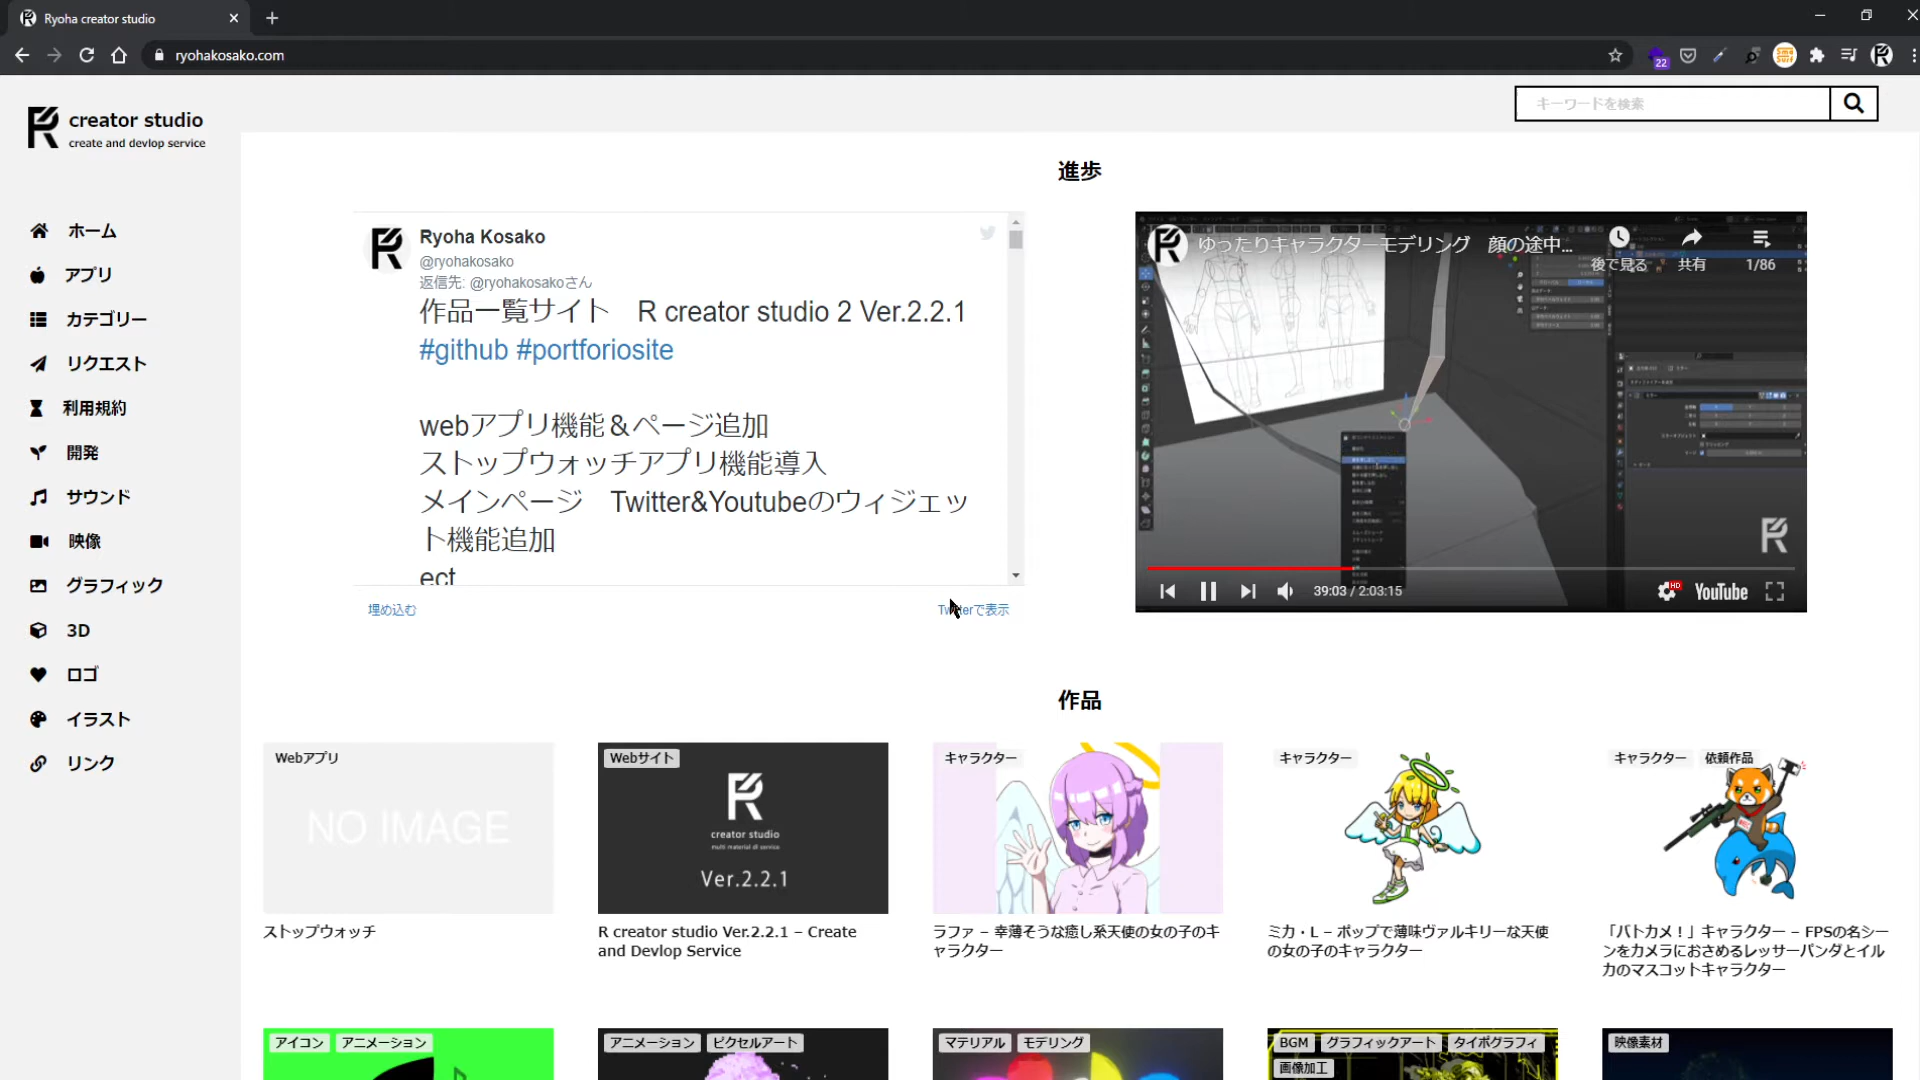 Ryoha creator studio
ryohakosako.com
22
creator studio
create and devlop service
キーワードを検索
ホーム
アプリ
カテゴリー
リクエスト
利用規約
開発
サウンド
映像
グラフィック
3D
ロゴ
イラスト
リンク
進歩
Ryoha Kosako
@ryohakosako
返信先: @ryohakosakoさん
作品一覧サイト　R creator studio 2 Ver.2.2.1
#github #portforiosite
webアプリ機能＆ページ追加
ストップウォッチアプリ機能導入
メインページ　Twitter&Youtubeのウィジェッ
ト機能追加
ect
埋め込む
Twitterで表示
ゆったりキャラクターモデリング　顔の途中...
後で見る
共有
1/86
39:03 / 2:03:15
HD
YouTube
作品
Webアプリ
NO IMAGE
ストップウォッチ
Webサイト
creator studio
multi material dl service
Ver.2.2.1
R creator studio Ver.2.2.1 – Create
and Devlop Service
キャラクター
ラファ – 幸薄そうな癒し系天使の女の子のキ
ャラクター
キャラクター
ミカ・L – ポップで薄味ヴァルキリーな天使
の女の子のキャラクター
キャラクター 依頼作品
「バトカメ！」キャラクター – FPSの名シー
ンをカメラにおさめるレッサーパンダとイル
カのマスコットキャラクター
アイコン アニメーション
アニメーション ピクセルアート
マテリアル モデリング
BGM グラフィックアート タイポグラフィ
画像加工
映像素材